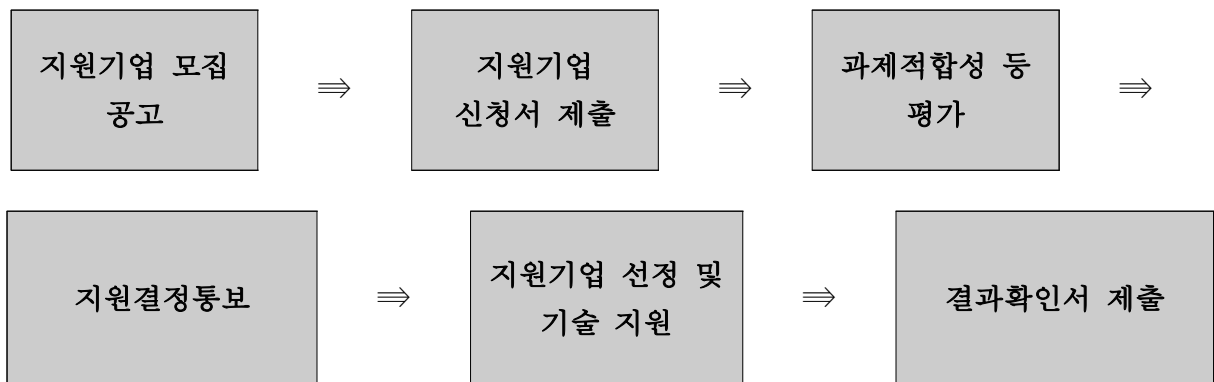 지원기업 모집
공고
⇛
지원기업
신청서 제출
⇛
과제적합성 등
평가
⇛
지원결정통보
⇛
지원기업 선정 및
기술 지원
⇛
결과확인서 제출